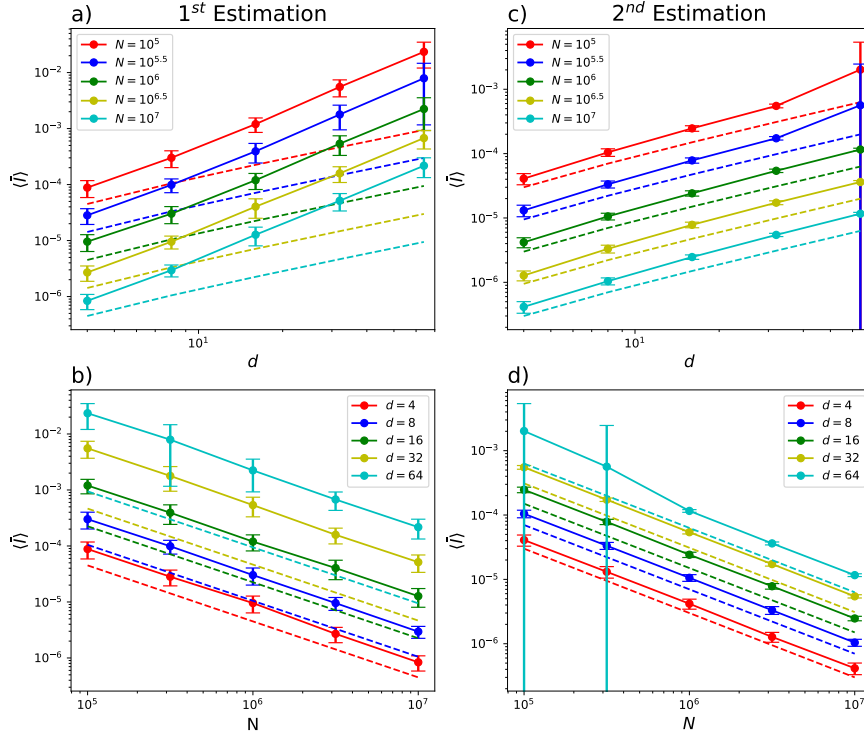 1^{st} Estimation
2^{nd} Estimation
a)
N = 10^5
N = 10^{5.5}
N = 10^6
N = 10^{6.5}
N = 10^7
10^{-2}
10^{-3}
10^{-4}
10^{-5}
10^{-6}
⟨Ī⟩
10^1
d
c)
N = 10^5
N = 10^{5.5}
N = 10^6
N = 10^{6.5}
N = 10^7
10^{-3}
10^{-4}
10^{-5}
10^{-6}
⟨Ī⟩
10^1
d
b)
d = 4
d = 8
d = 16
d = 32
d = 64
10^{-2}
10^{-3}
10^{-4}
10^{-5}
10^{-6}
⟨Ī⟩
10^5
10^6
10^7
N
d)
d = 4
d = 8
d = 16
d = 32
d = 64
10^{-3}
10^{-4}
10^{-5}
10^{-6}
⟨Ī⟩
10^5
10^6
10^7
N